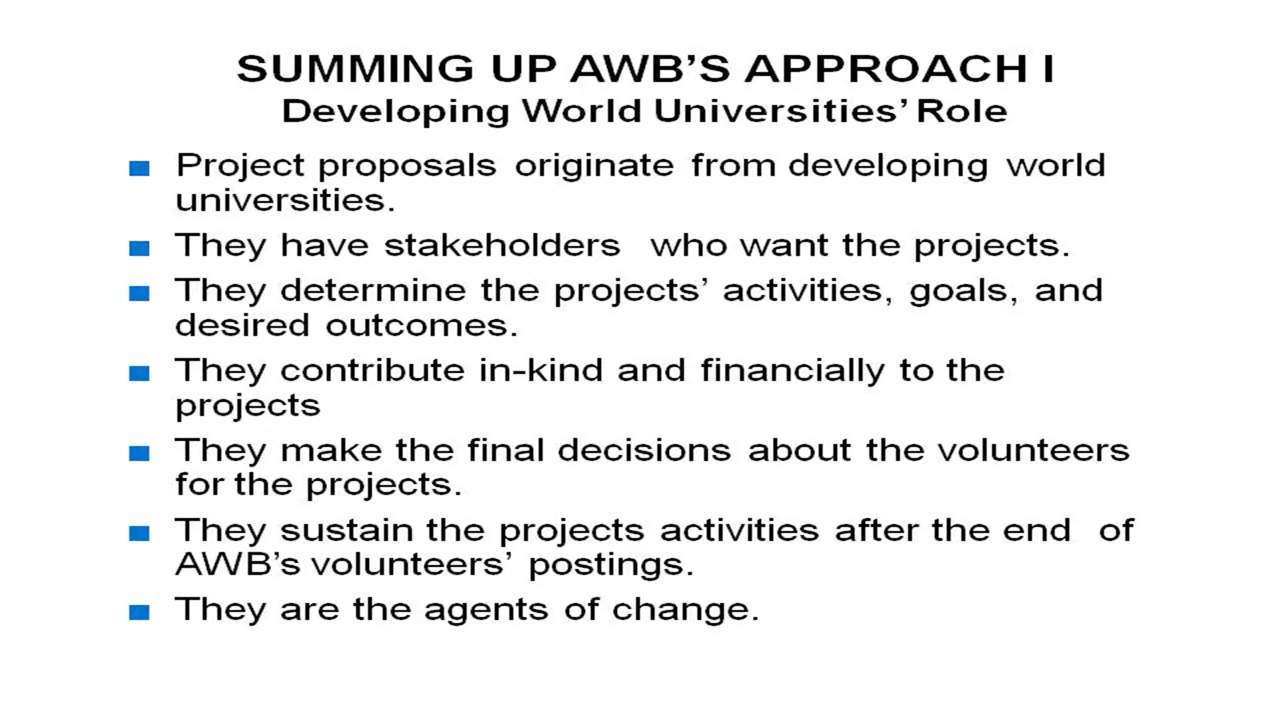 SUMMING UP AWB’S APPROACH I
Developing World Universities’ Role
Project proposals originate from developing world
universities.
They have stakeholders who want the projects.
They determine the projects’ activities, goals, and
desired outcomes.
They contribute in-kind and financially to the
projects
They make the final decisions about the volunteers
for the projects.
They sustain the projects activities after the end of
AWB’s volunteers’ postings.
They are the agents of change.